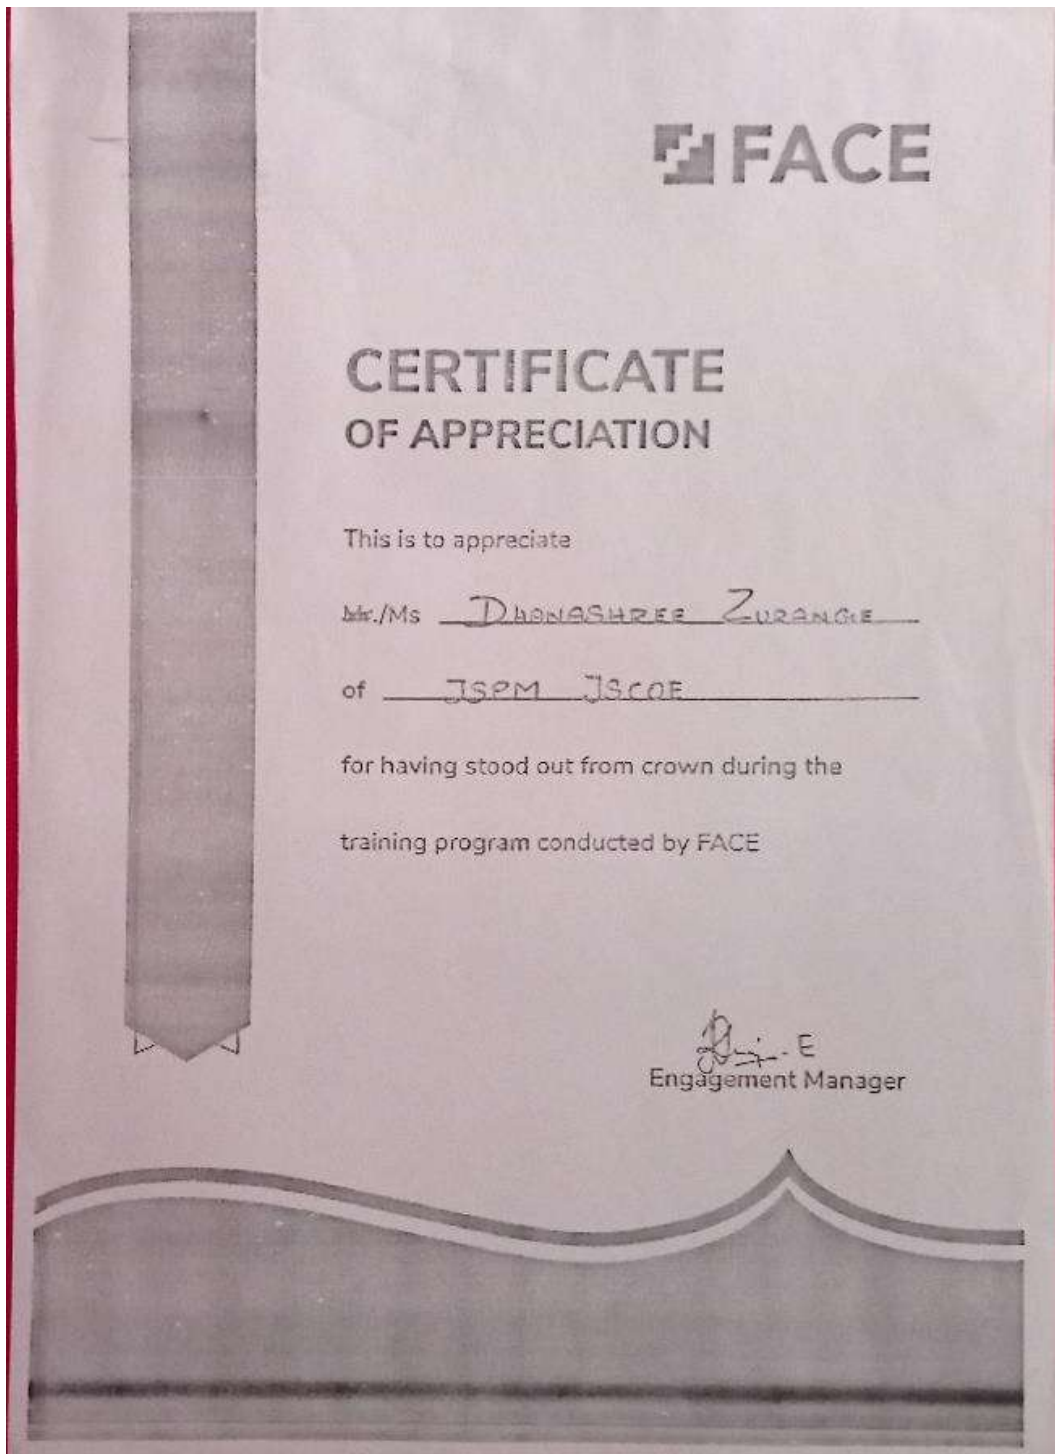 FACE
CERTIFICATE
OF APPRECIATION
This is to appreciate
Mr./Ms DHANASHREE ZURANGE
of JSPM JSCOE
for having stood out from crown during the
training program conducted by FACE
Engagement Manager